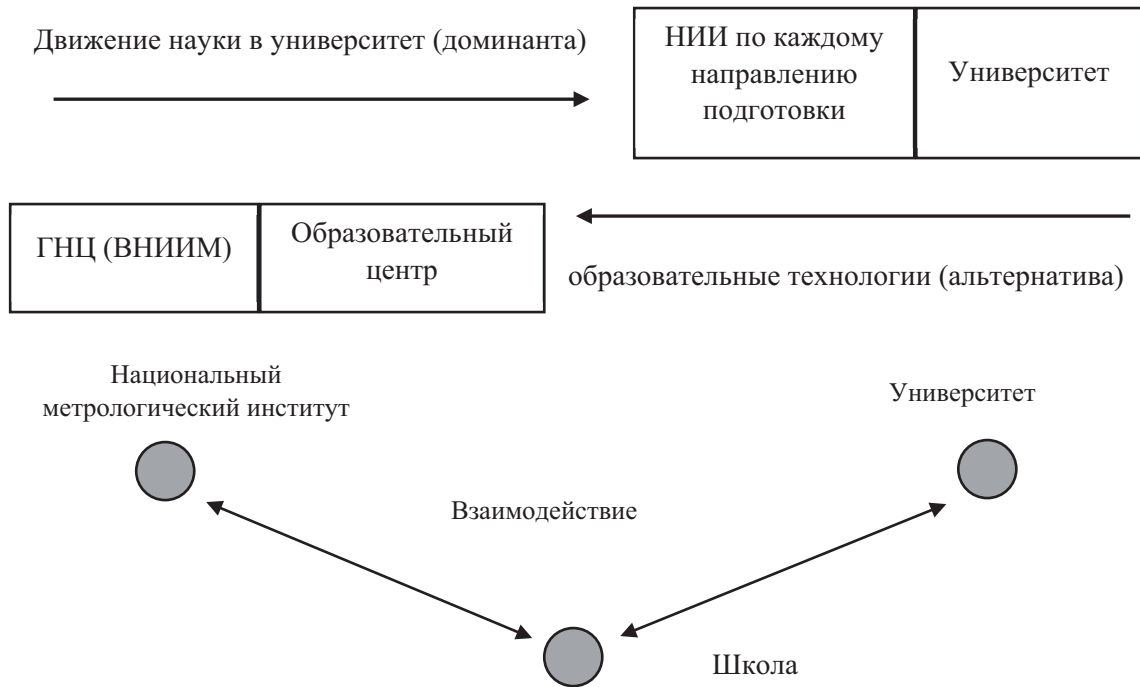 Движение науки в университет (доминанта)
НИИ по каждому
направлению
подготовки
Университет
ГНЦ (ВНИИМ)
Образовательный
центр
образовательные технологии (альтернатива)
Национальный
метрологический институт
Университет
Взаимодействие
Школа